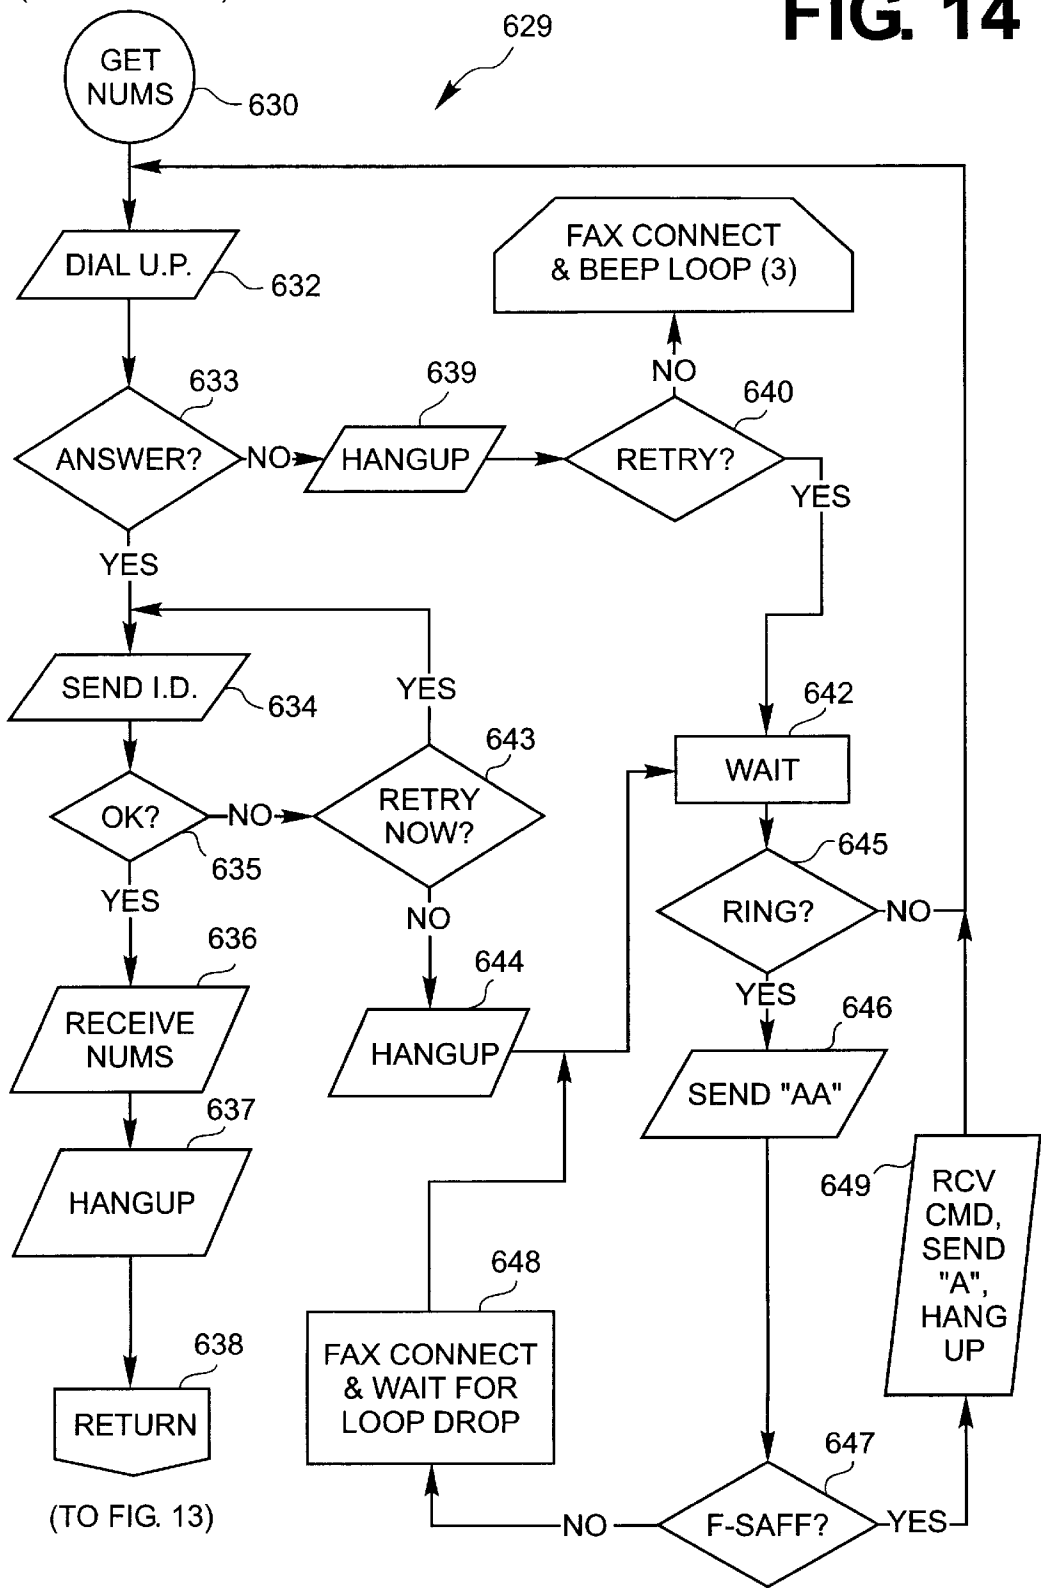 FIG. 14
629
GET
NUMS
630
DIAL U.P.
632
FAX CONNECT
& BEEP LOOP (3)
NO
633
ANSWER?
NO
639
HANGUP
640
RETRY?
YES
YES
SEND I.D.
634
YES
642
WAIT
643
RETRY
NOW?
OK?
NO
635
645
RING?
NO
YES
NO
YES
636
RECEIVE
NUMS
644
HANGUP
646
SEND "AA"
637
HANGUP
649
RCV
CMD,
SEND
"A",
HANG
UP
648
FAX CONNECT
& WAIT FOR
LOOP DROP
638
RETURN
(TO FIG. 13)
647
F-SAFF?
NO
YES